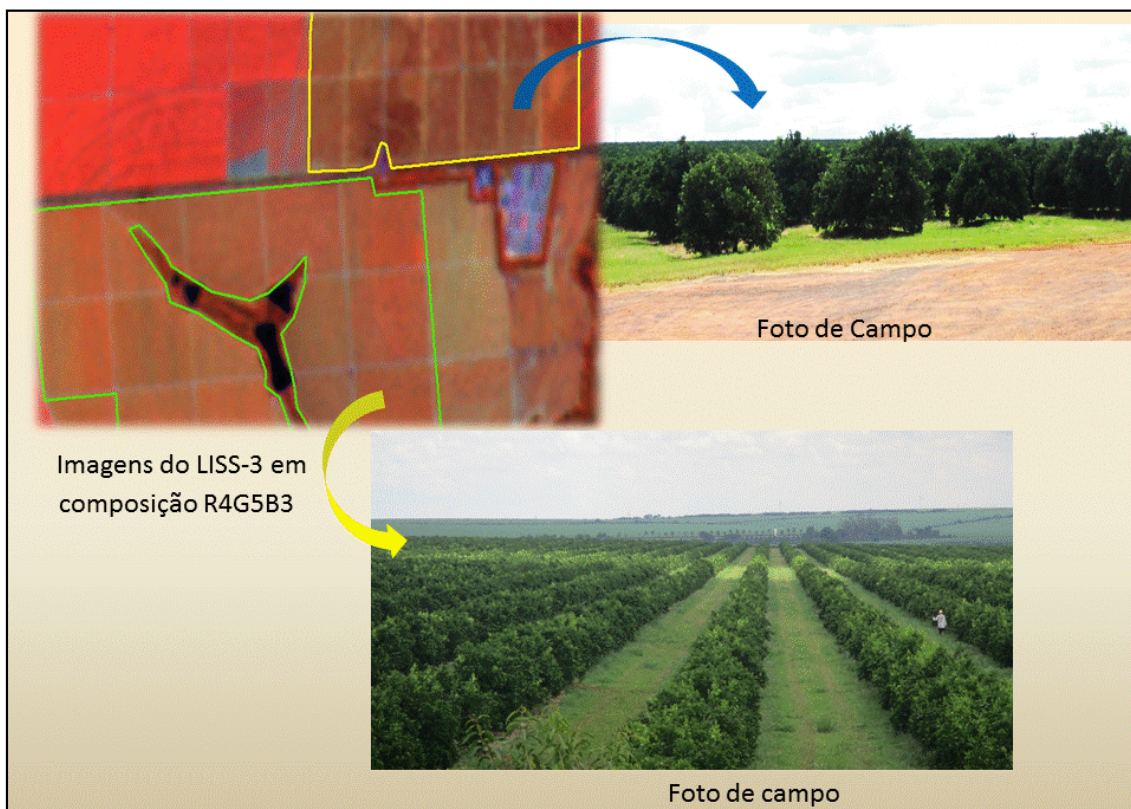 Foto de Campo
Imagens do LISS-3 em
composição R4G5B3
Foto de campo